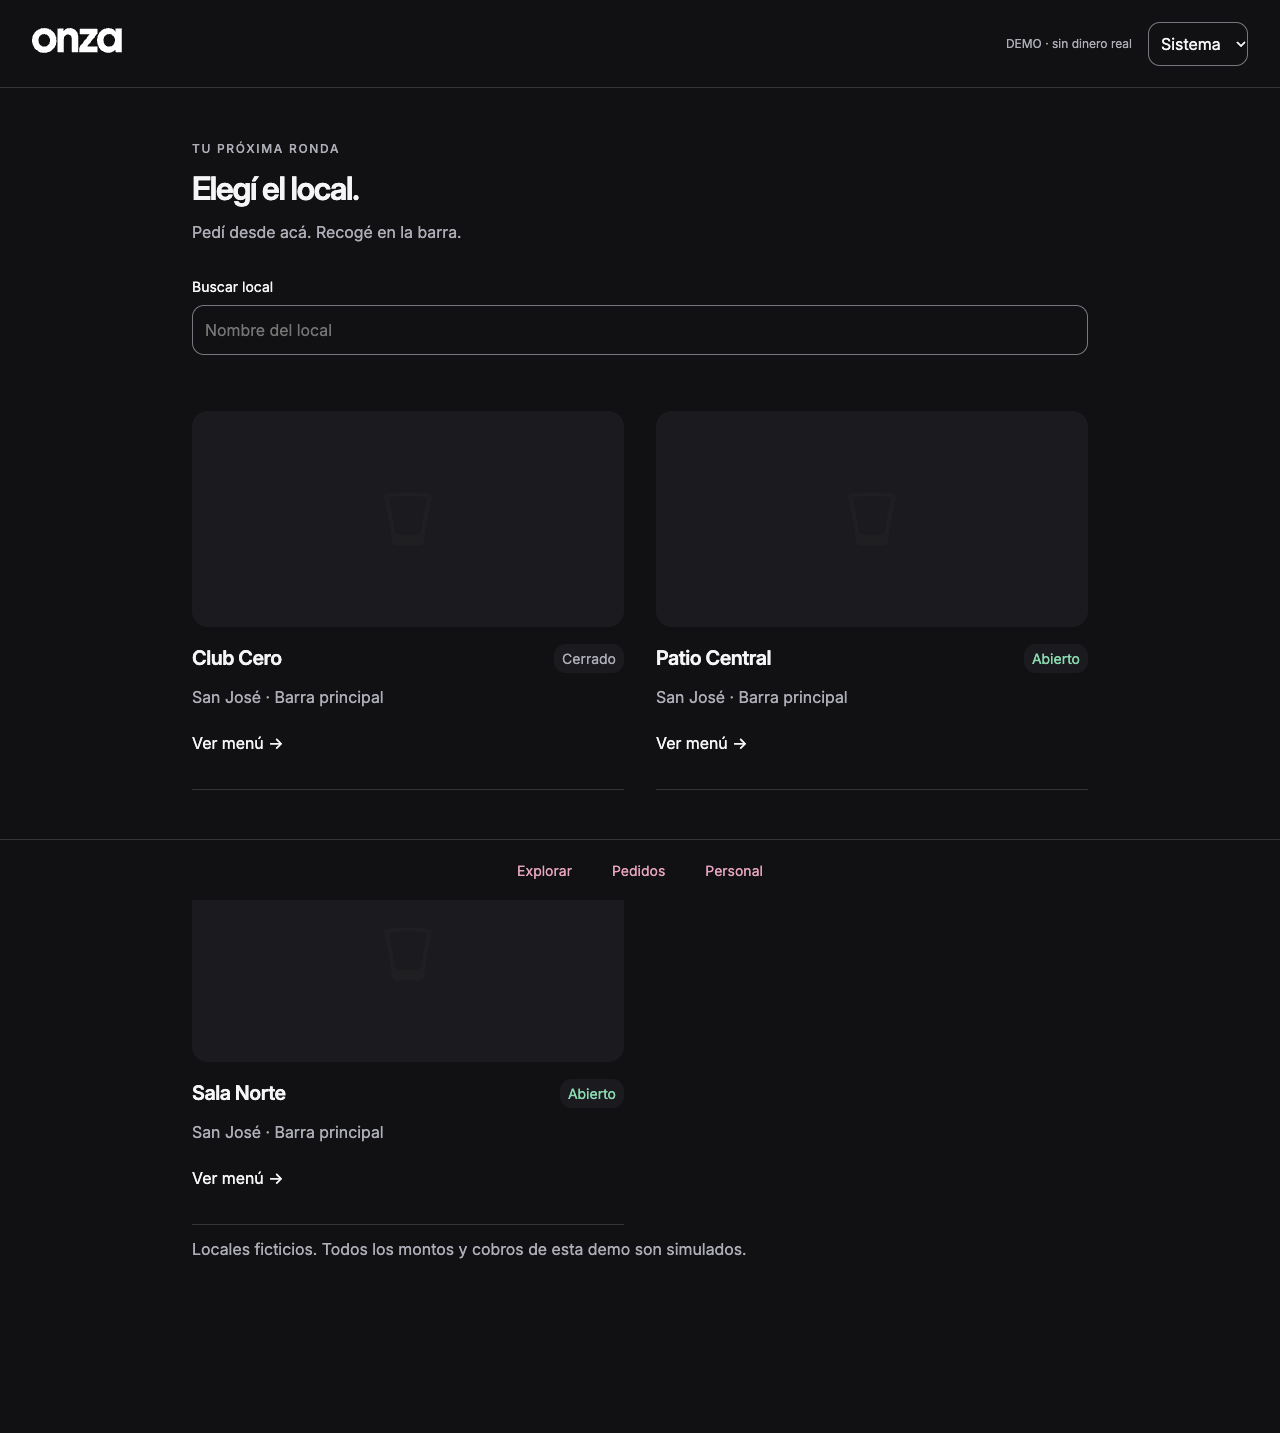 onza
DEMO · sin dinero real
Sistema
TU PRÓXIMA RONDA
Elegí el local.
Pedí desde acá. Recogé en la barra.
Buscar local
Nombre del local
Club Cero
Cerrado
San José · Barra principal
Ver menú →
Patio Central
Abierto
San José · Barra principal
Ver menú →
Explorar
Pedidos
Personal
Sala Norte
Abierto
San José · Barra principal
Ver menú →
Locales ficticios. Todos los montos y cobros de esta demo son simulados.